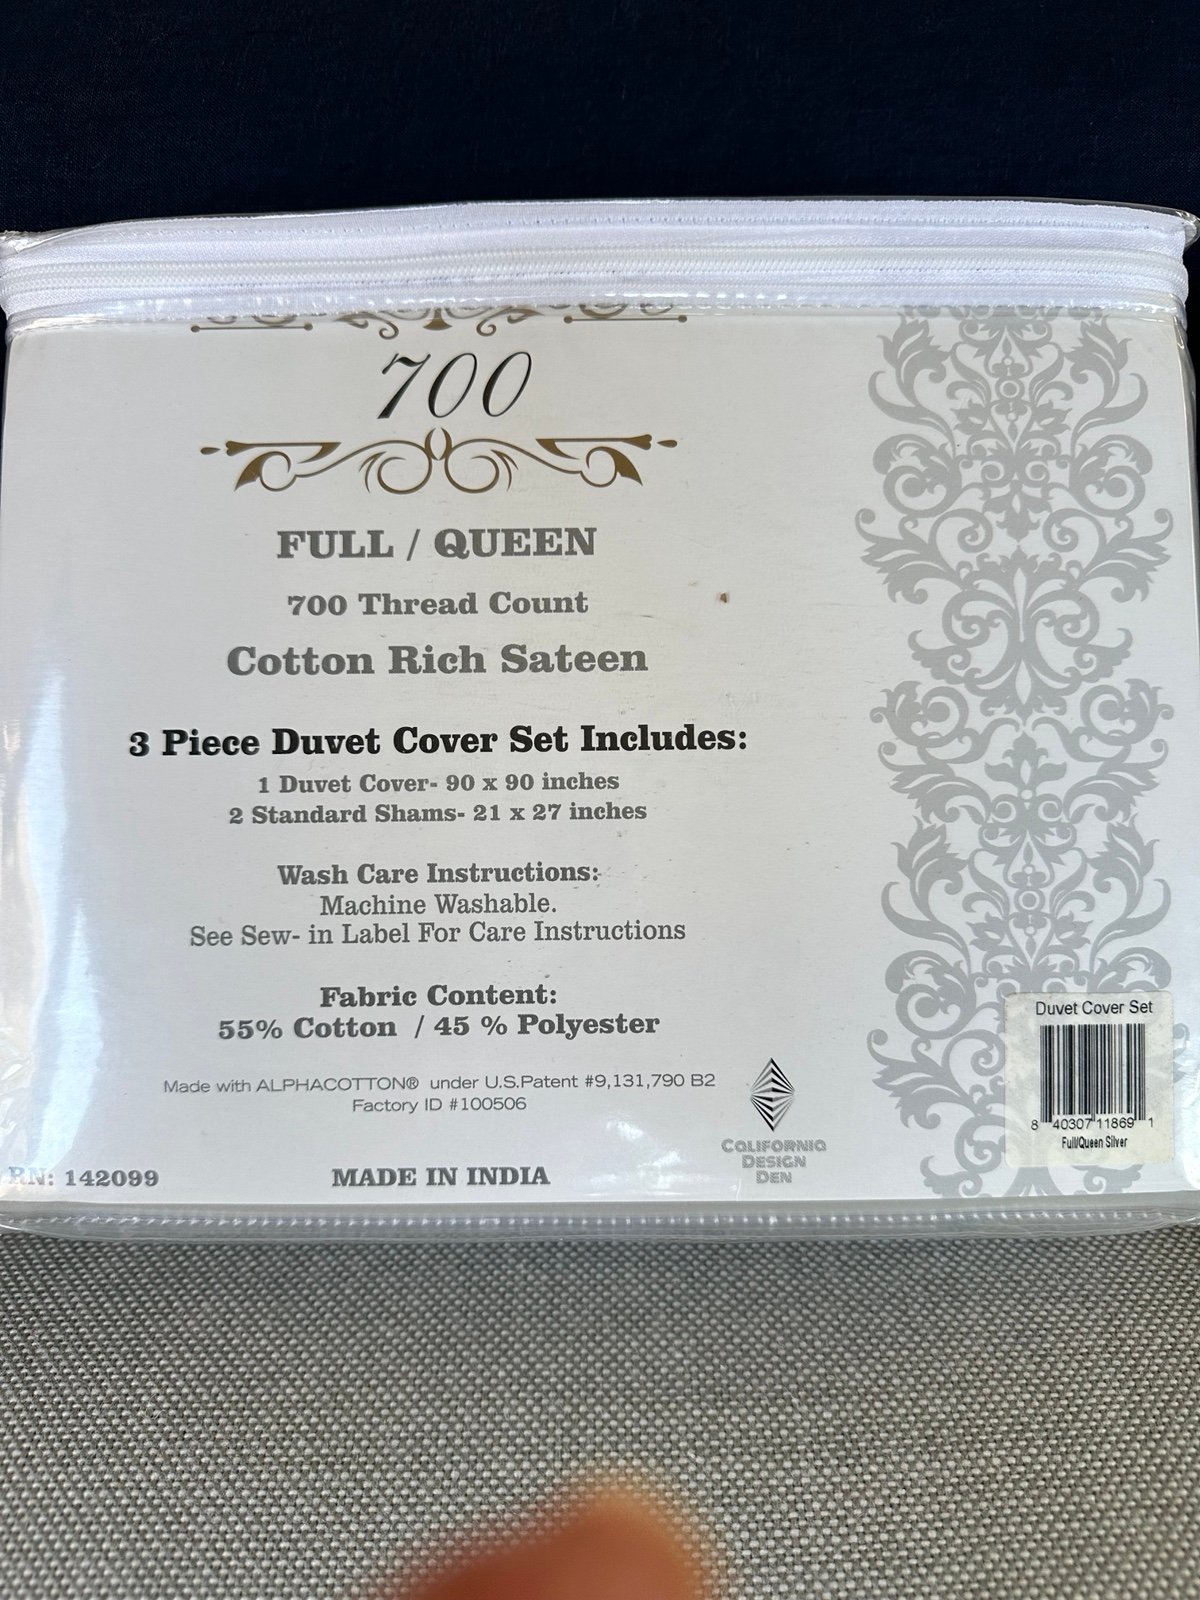 700
FULL / QUEEN
700 Thread Count
Cotton Rich Sateen
3 Piece Duvet Cover Set Includes:
1 Duvet Cover- 90 x 90 inches
2 Standard Shams- 21 x 27 inches
Wash Care Instructions:
Machine Washable.
See Sew- in Label For Care Instructions
Fabric Content:
55% Cotton / 45 % Polyester
Made with ALPHACOTTON® under U.S.Patent #9,131,790 B2
Factory ID #100506
CALIFORNIA
DESIGN
DEN
RN: 142099
MADE IN INDIA
Duvet Cover Set
8 40307 11869 1
Full/Queen Silver